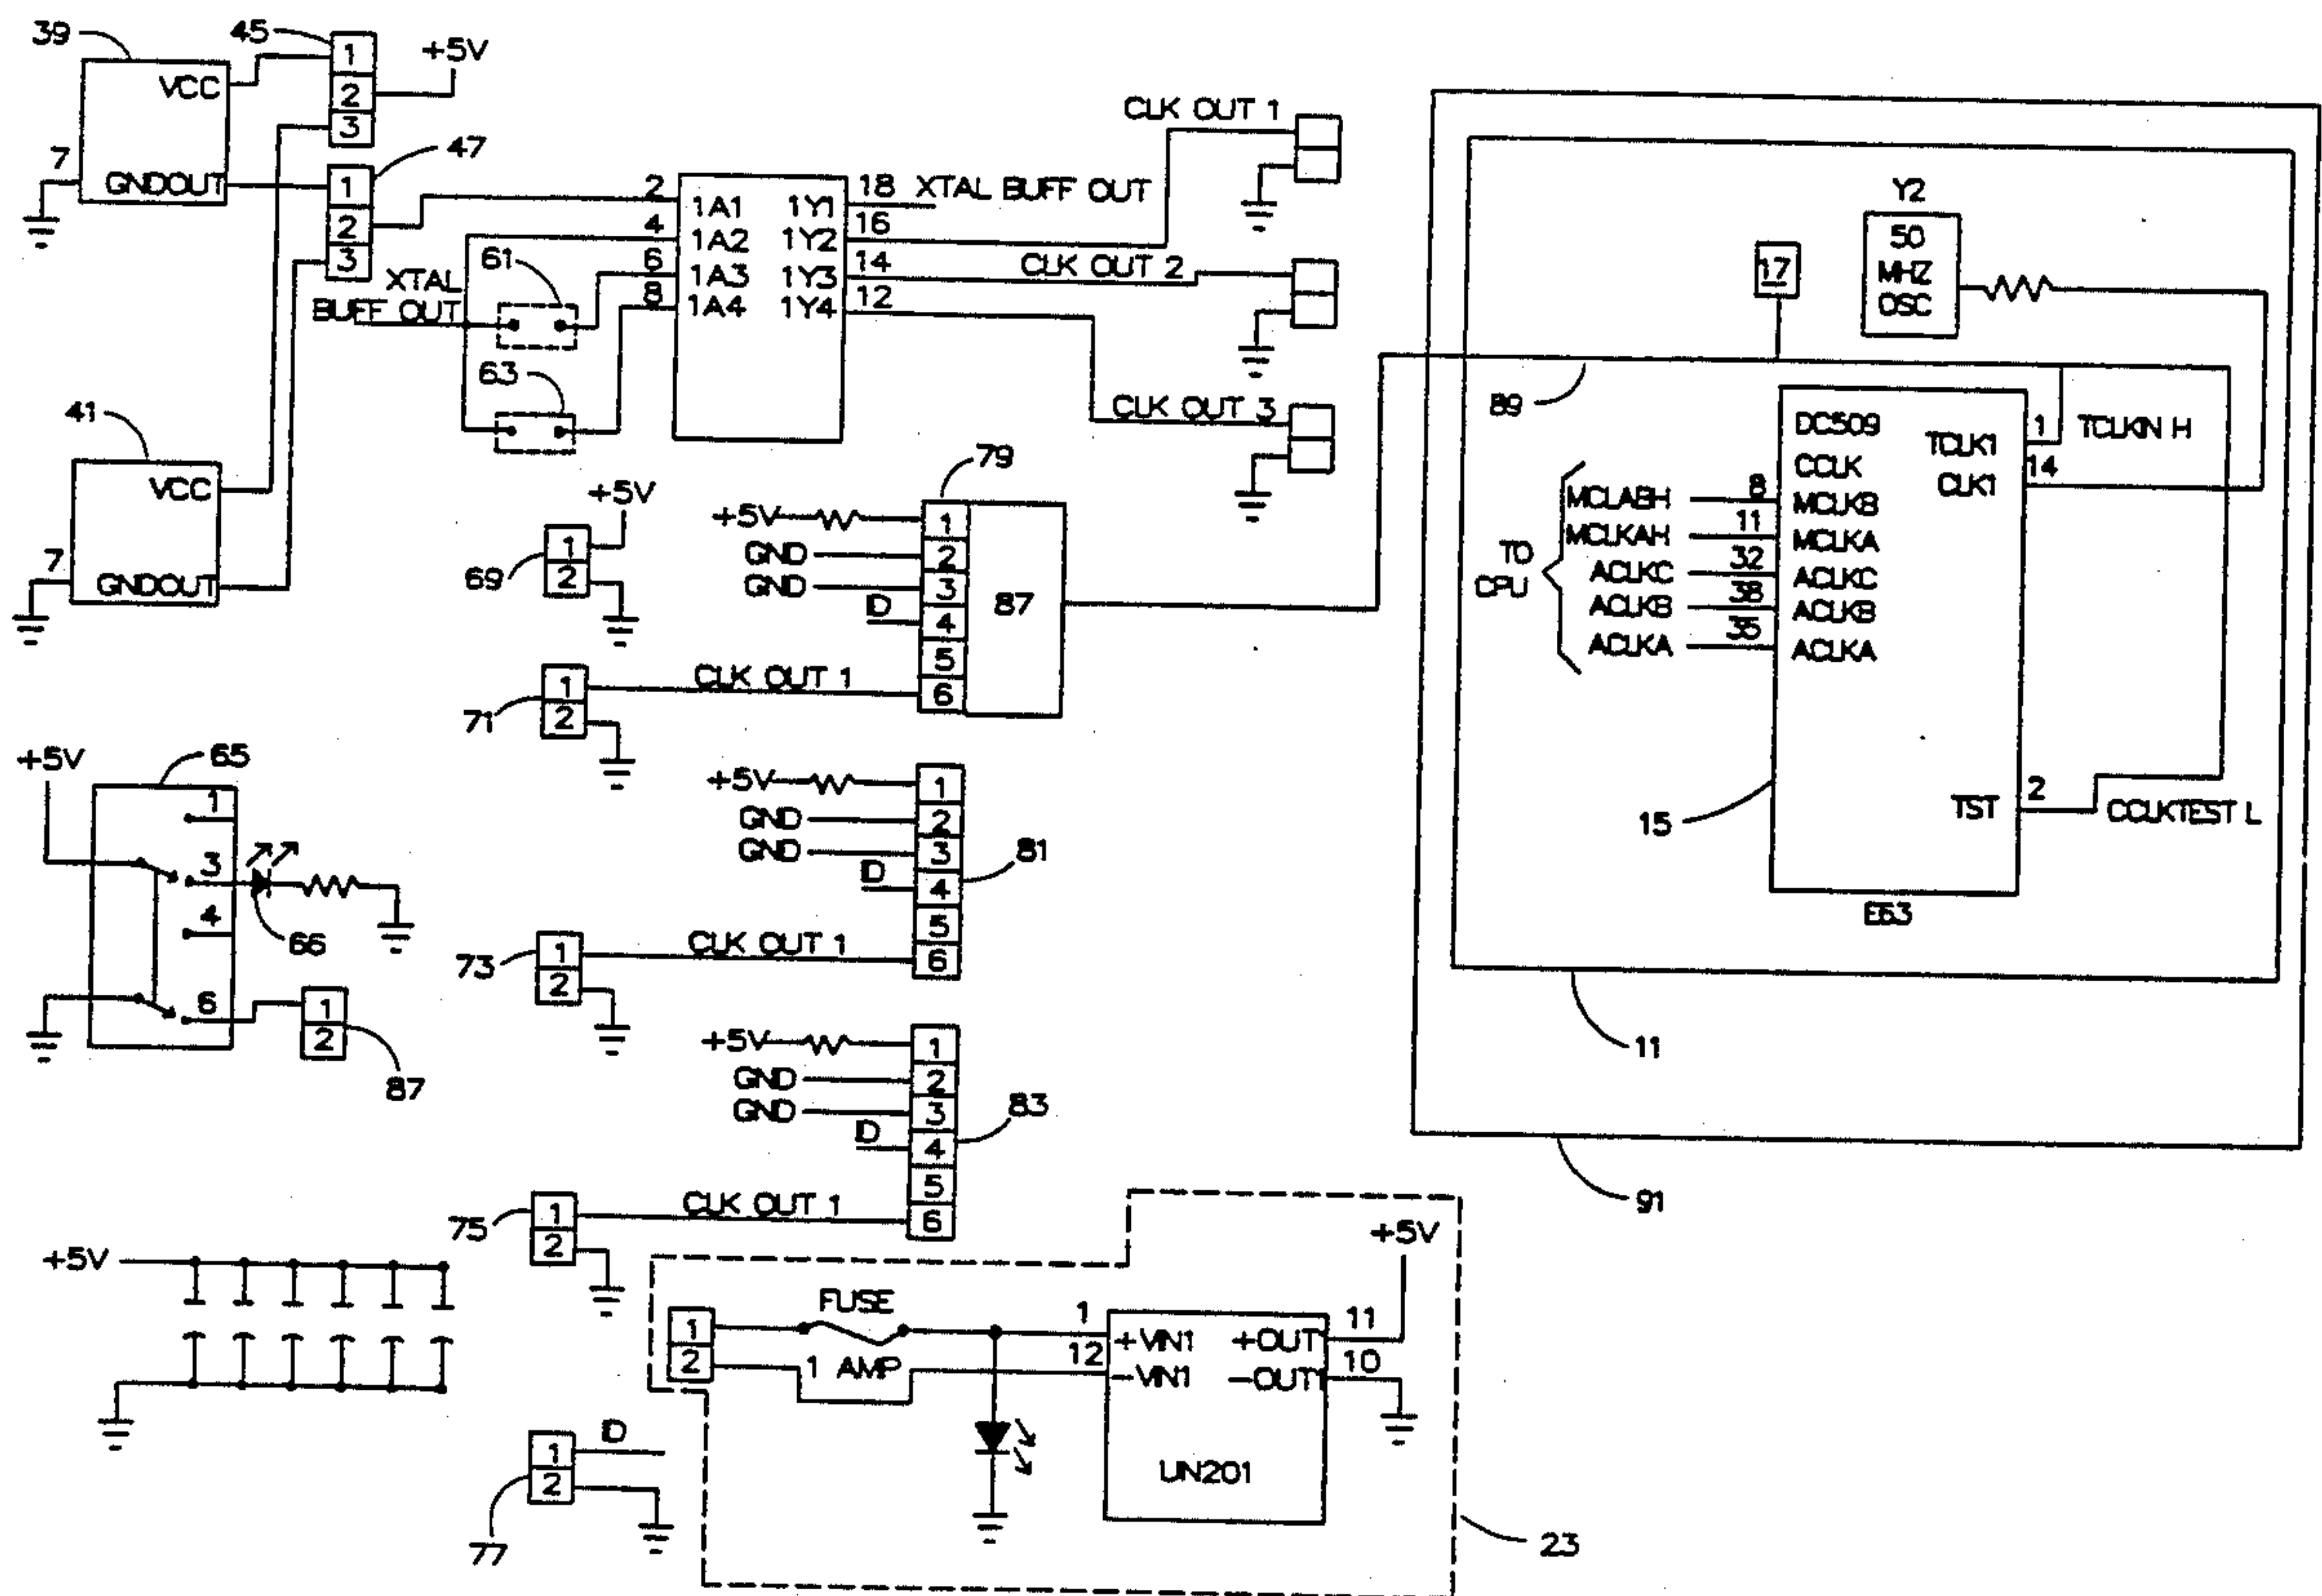 39
VCC
7
GNDOUT
45
1
2
3
+5V
47
1
2
3
XTAL
BUFF OUT
61
63
2
4
6
8
1A1
1A2
1A3
1A4
1Y1
1Y2
1Y3
1Y4
18
16
14
12
XTAL BUFF OUT
CLK OUT 1
CLK OUT 2
CLK OUT 3
41
VCC
7
GNDOUT
69
1
2
+5V
79
+5V
GND
GND
ID
1
2
3
4
5
6
87
71
1
2
CLK OUT 1
17
Y2
50
MHZ
OSC
89
DC509
CCLK
MCLKB
MCLKA
ACLKC
ACLKB
ACLKA
TCLK1
CLK1
1
14
TCLKIN H
TO
CPU
MCLABH
MCLKAH
ACLKC
ACLKB
ACLKA
8
11
32
38
35
15
TST
2
CCLKTEST L
E63
11
91
+5V
65
1
3
4
6
66
1
2
87
+5V
GND
GND
ID
1
2
3
4
5
6
81
73
1
2
CLK OUT 1
+5V
GND
GND
ID
1
2
3
4
5
6
83
75
1
2
CLK OUT 1
+5V
77
1
2
ID
1
2
FUSE
1 AMP
1
12
+VIN1
-VIN1
+OUT
-OUT1
11
10
+5V
UN201
23